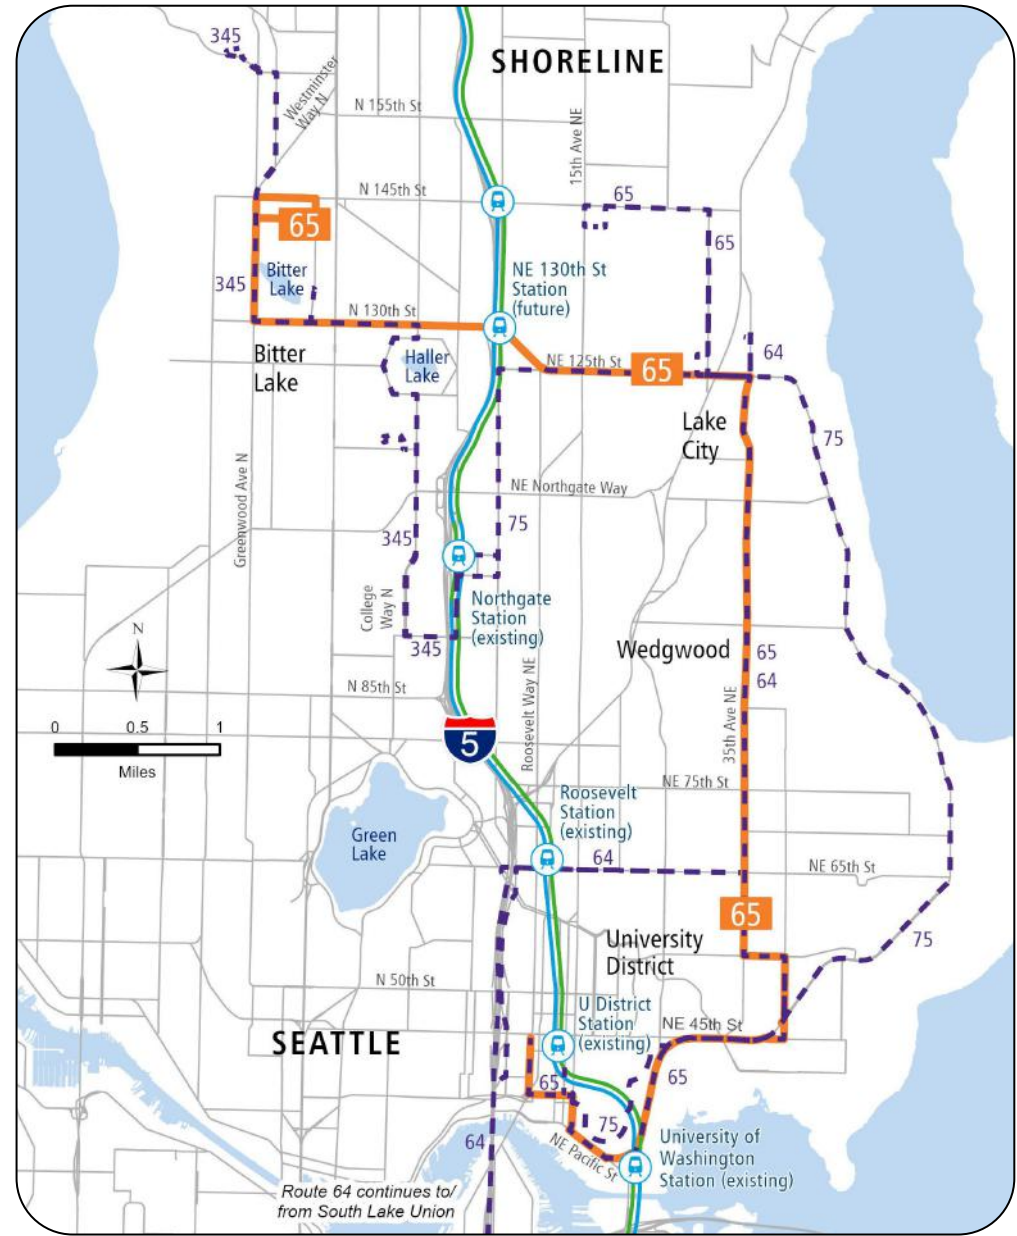 345
SHORELINE
Westminster
Way N
N 155th St
15th Ave NE
N 145th St
65
65
65
NE 130th St
Station
(future)
Bitter
Lake
345
N 130th St
Bitter
Lake
Haller
Lake
NE 125th St
65
64
Lake
City
75
Greenwood Ave N
NE Northgate Way
75
345
College
Way N
Northgate
Station
(existing)
345
N
Wedgwood
65
64
N 85th St
Roosevelt Way NE
35th Ave NE
0 0.5 1
Miles
5
NE 75th St
Roosevelt
Station
(existing)
Green
Lake
64
NE 65th St
65
University
District
75
N 50th St
U District
Station
(existing)
NE 45th St
SEATTLE
65
65
75
64
NE Pacific St
University of
Washington
Station (existing)
Route 64 continues to/
from South Lake Union